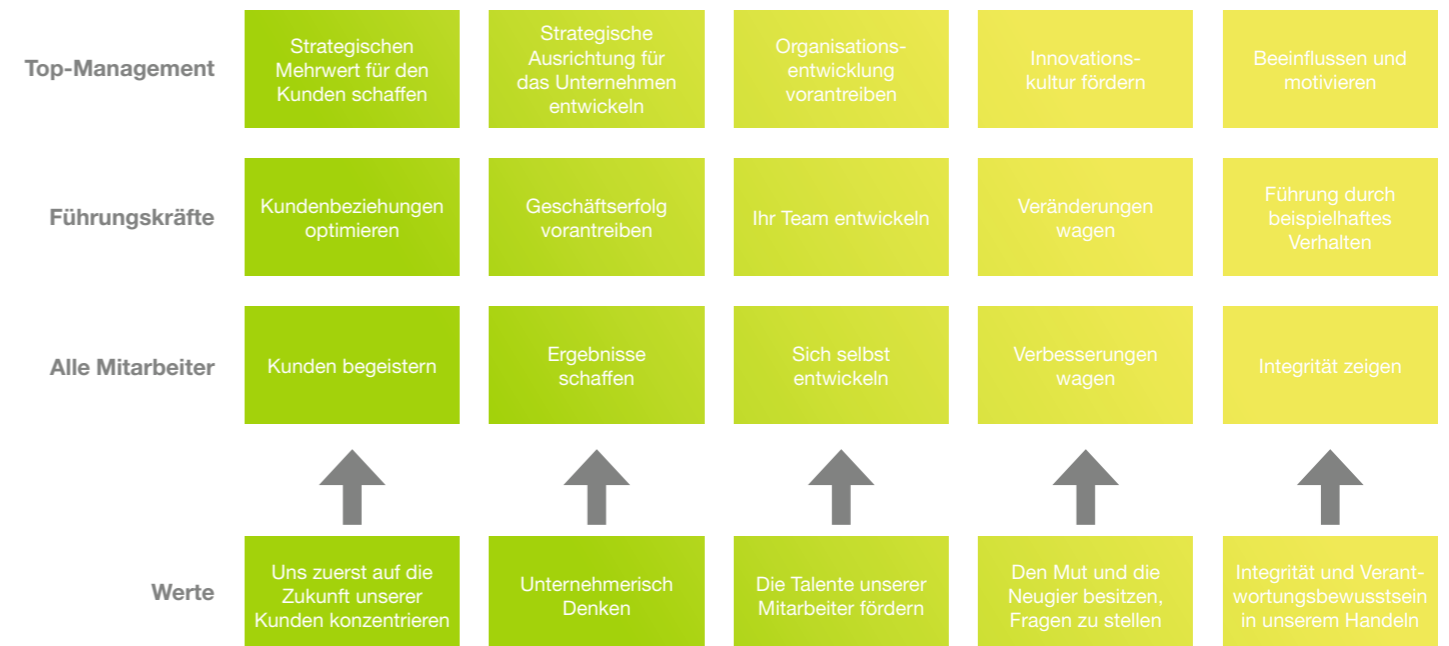 Top-Management
Strategischen
Mehrwert für den
Kunden schaffen
Strategische
Ausrichtung für
das Unternehmen
entwickeln
Organisations-
entwicklung
vorantreiben
Innovations-
kultur fördern
Beeinflussen und
motivieren
Führungskräfte
Kundenbeziehungen
optimieren
Geschäftserfolg
vorantreiben
Ihr Team entwickeln
Veränderungen
wagen
Führung durch
beispielhaftes
Verhalten
Alle Mitarbeiter
Kunden begeistern
Ergebnisse
schaffen
Sich selbst
entwickeln
Verbesserungen
wagen
Integrität zeigen
Werte
Uns zuerst auf die
Zukunft unserer
Kunden konzentrieren
Unternehmerisch
Denken
Die Talente unserer
Mitarbeiter fördern
Den Mut und die
Neugier besitzen,
Fragen zu stellen
Integrität und Verant-
wortungsbewusstsein
in unserem Handeln